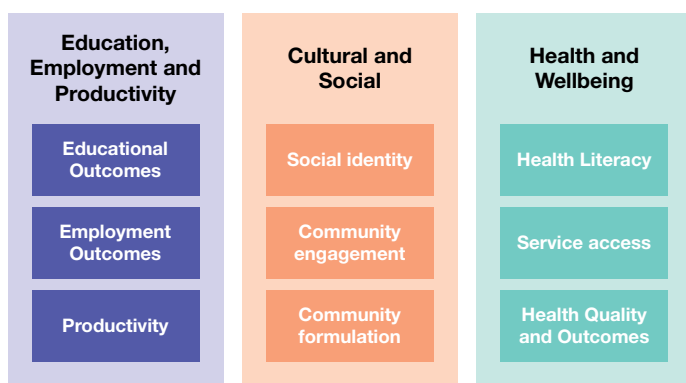 Education,
Employment and
Productivity
Educational
Outcomes
Employment
Outcomes
Productivity
Cultural and
Social
Social identity
Community
engagement
Community
formulation
Health and
Wellbeing
Health Literacy
Service access
Health Quality
and Outcomes